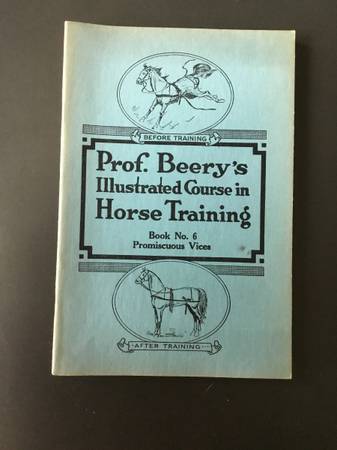 BEFORE TRAINING
Prof. Beery's
Illustrated Course in
Horse Training
Book No. 6
Promiscuous Vices
AFTER TRAINING